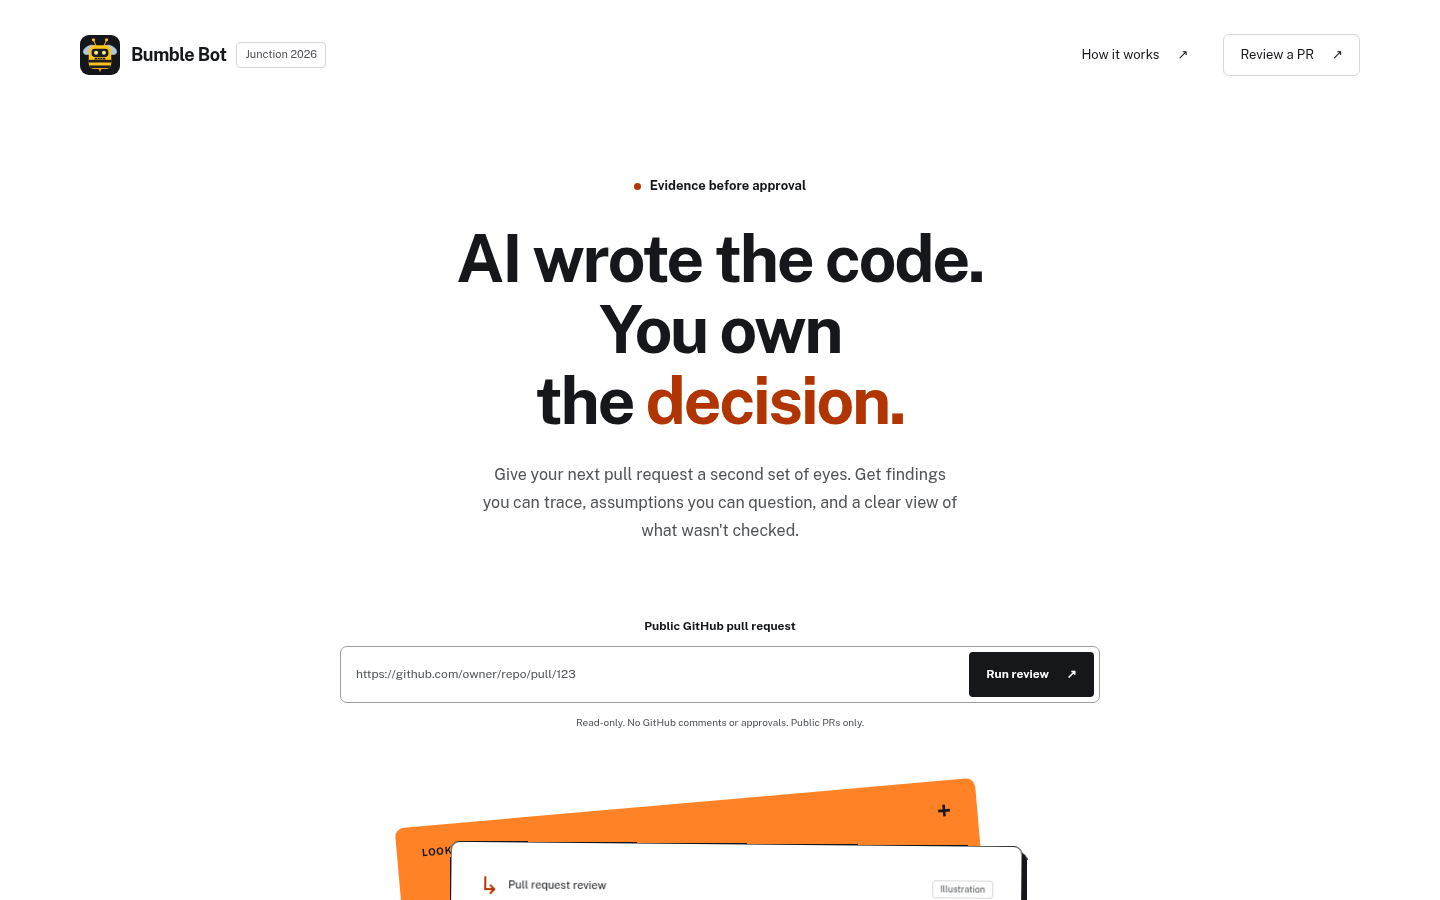 Bumble Bot
Junction 2026
How it works ↗
Review a PR ↗
Evidence before approval
AI wrote the code.
You own
the decision.
Give your next pull request a second set of eyes. Get findings
you can trace, assumptions you can question, and a clear view of
what wasn't checked.
Public GitHub pull request
https://github.com/owner/repo/pull/123
Run review ↗
Read-only. No GitHub comments or approvals. Public PRs only.
+
LOOK
↳ Pull request review
Illustration